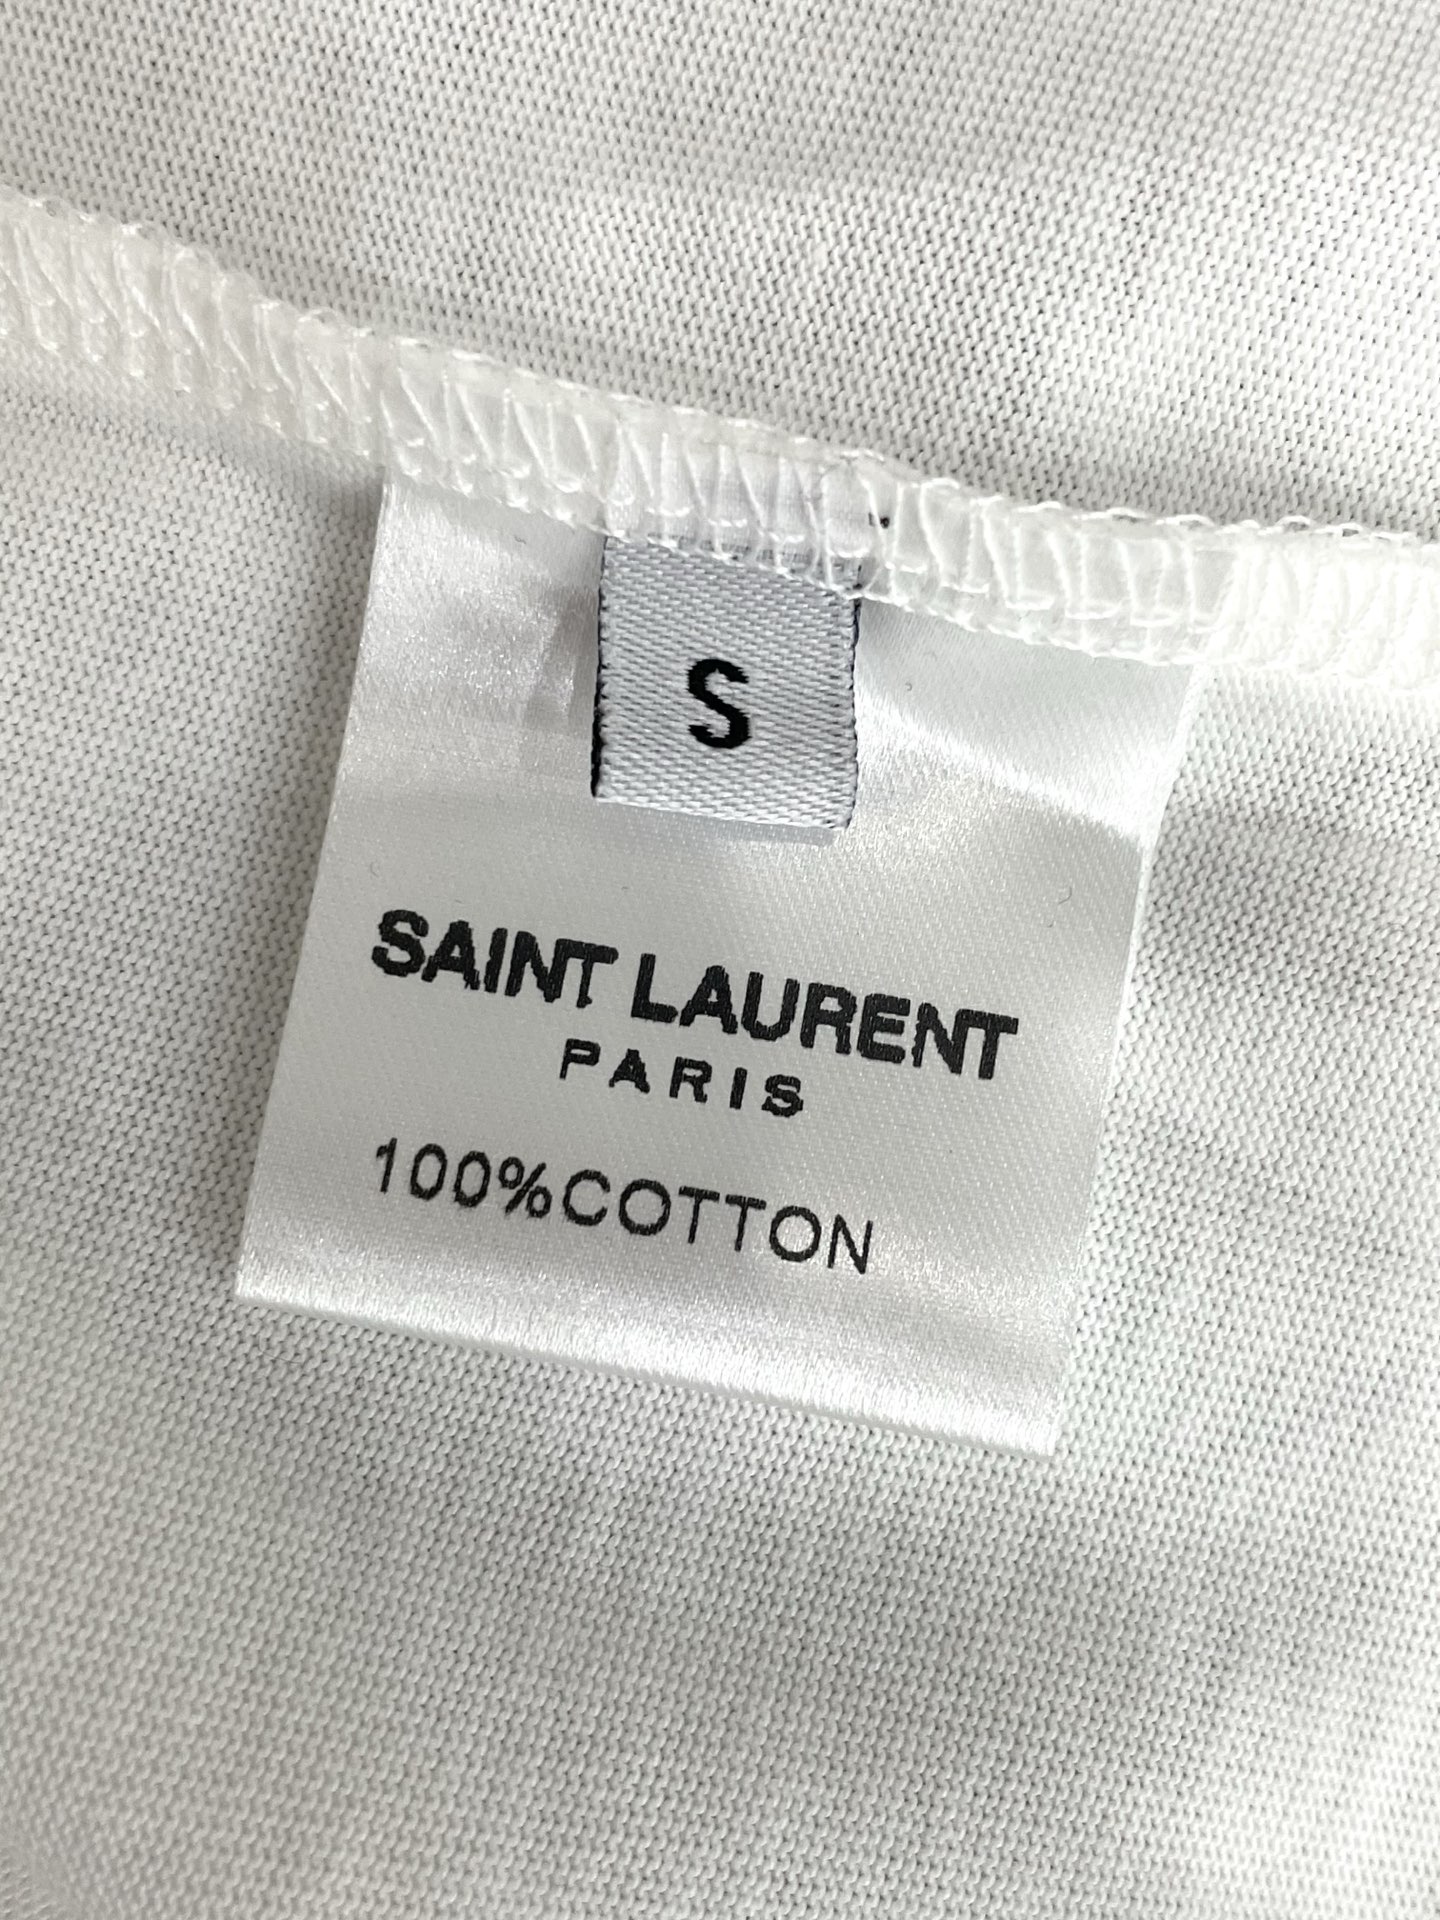 S
SAINT LAURENT
PARIS
100%COTTON